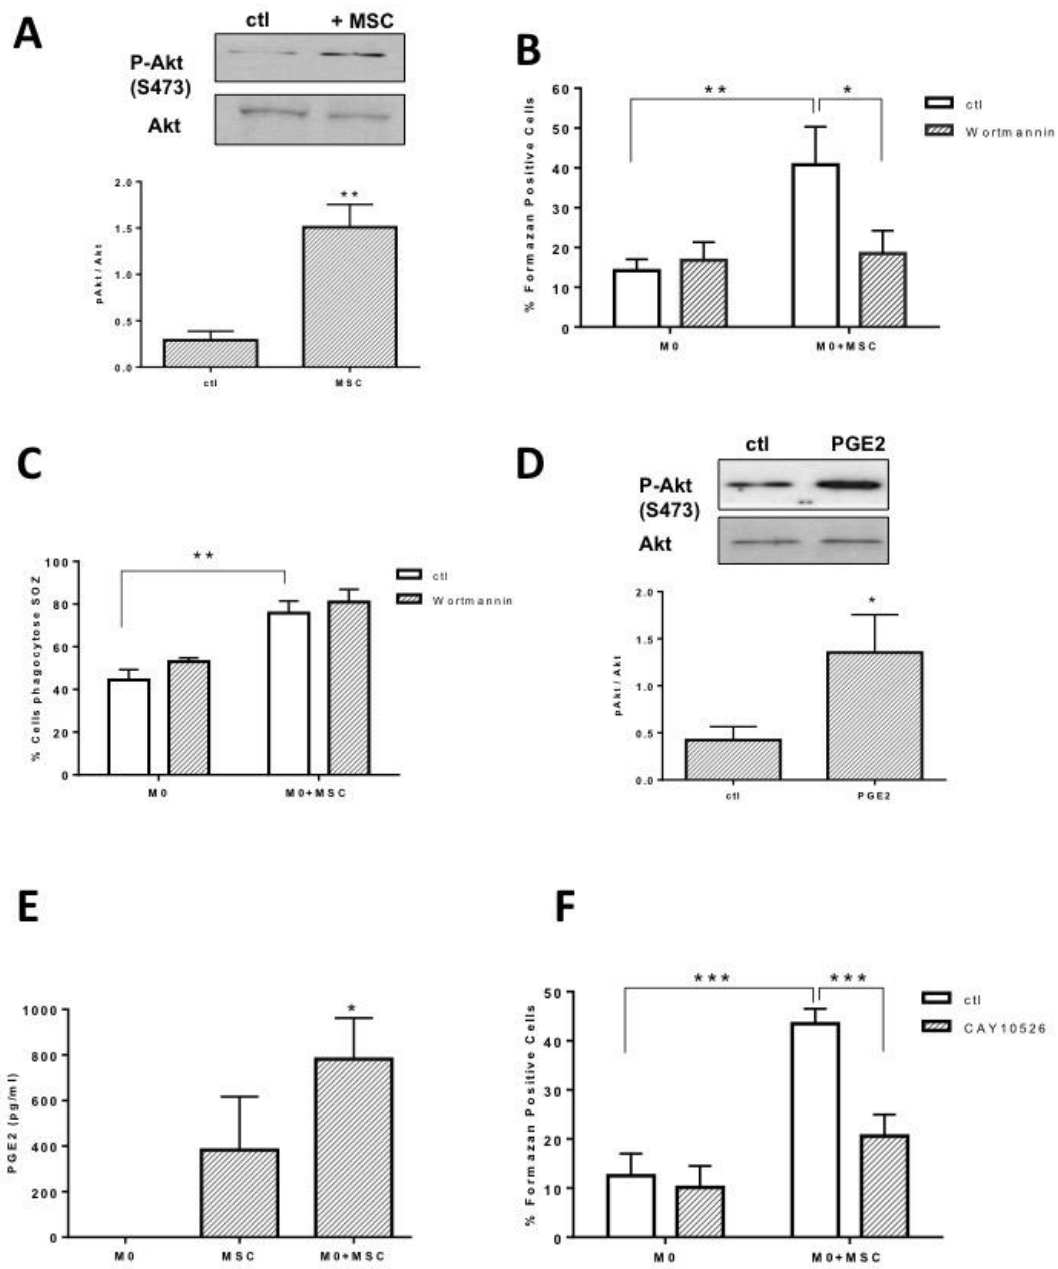 A
ctl + MSC
P-Akt
(S473)
Akt
2.0
**
1.5
1.0
0.5
0.0
pAkt / Akt
ctl MSC
B
60
50
40
30
20
10
0
% Formazan Positive Cells
** *
ctl
Wortmannin
M0 M0+MSC
C
100
80
60
40
20
0
% Cells phagocytose SOZ
**
ctl
Wortmannin
M0 M0+MSC
D
ctl PGE2
P-Akt
(S473)
Akt
2.0
1.5
1.0
0.5
0.0
pAkt / Akt
*
ctl PGE2
E
1000
800
600
400
200
0
PGE2 (pg/ml)
*
M0 MSC M0+MSC
F
50
40
30
20
10
0
% Formazan Positive Cells
*** ***
ctl
CAY10526
M0 M0+MSC